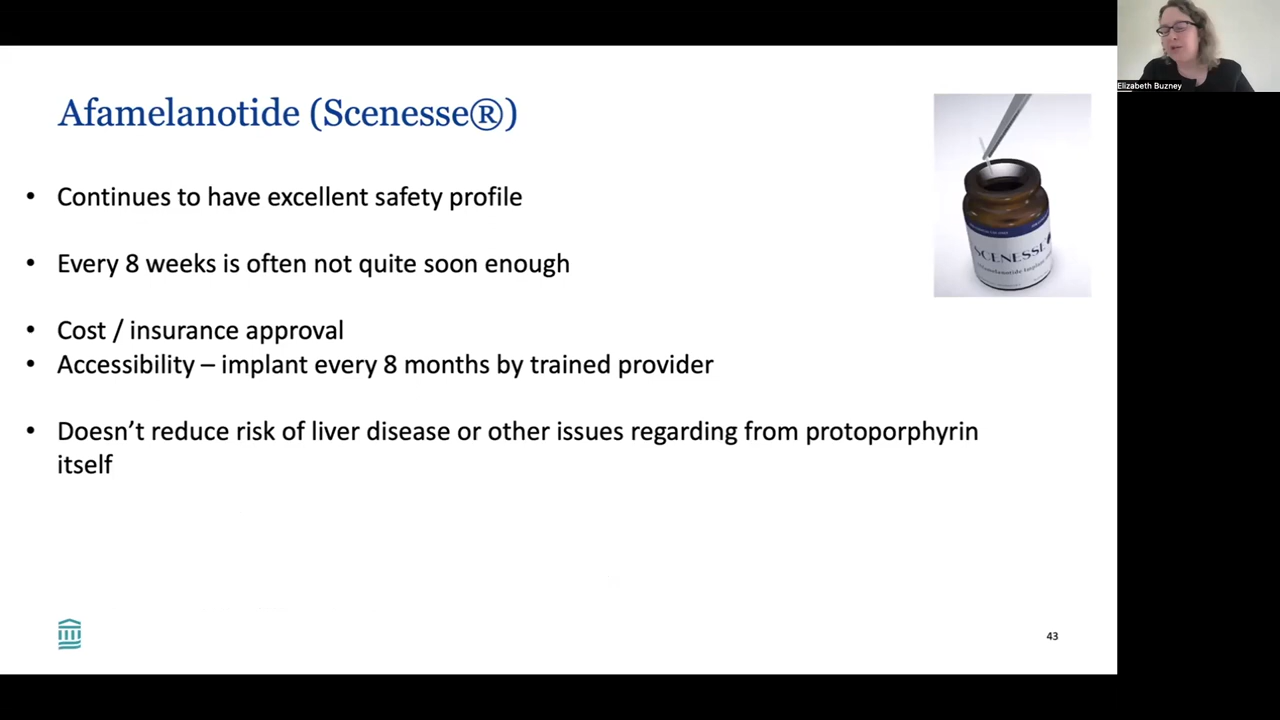 Elizabeth Buzney
Afamelanotide (Scenesse®)
• Continues to have excellent safety profile
• Every 8 weeks is often not quite soon enough
• Cost / insurance approval
• Accessibility – implant every 8 months by trained provider
• Doesn’t reduce risk of liver disease or other issues regarding from protoporphyrin
itself
SCENESSE
43